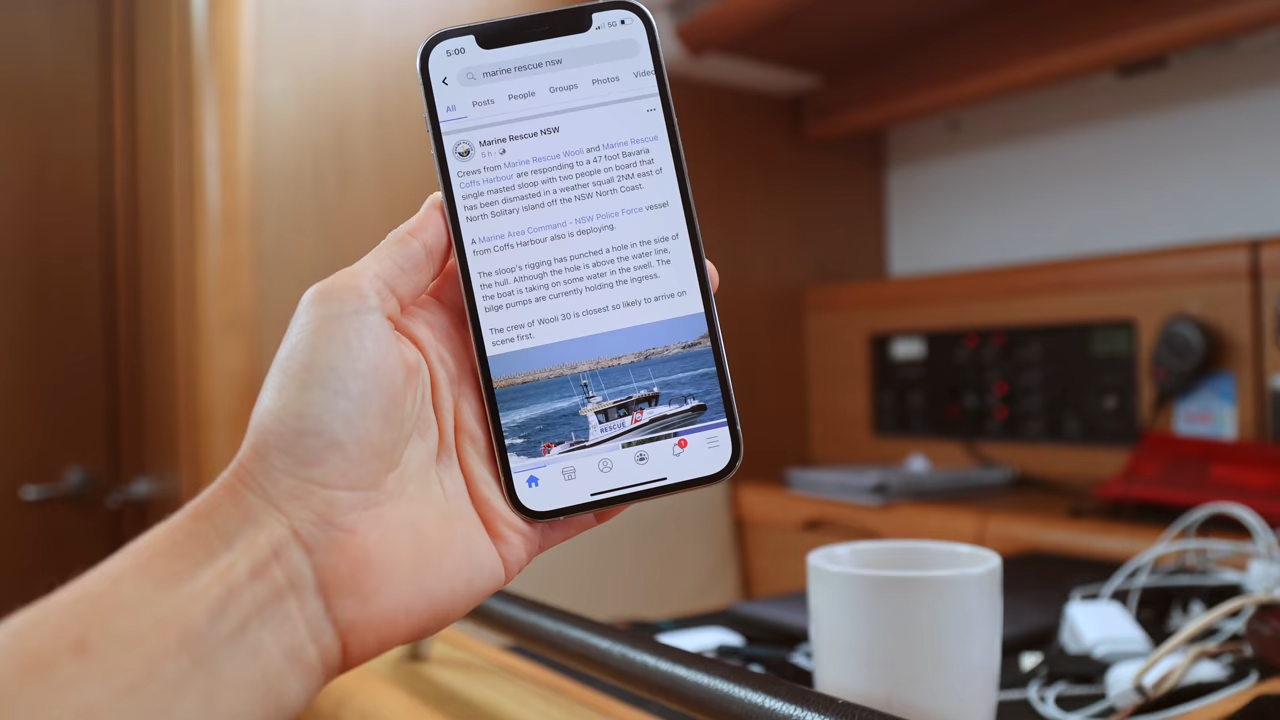 5:00
5G
marine rescue nsw
All Posts People Groups Photos Video
Marine Rescue NSW
5 h ·
Crews from Marine Rescue Wooli and Marine Rescue
Coffs Harbour are responding to a 47 foot Bavaria
single masted sloop with two people on board that
has been dismasted in a weather squall 2NM east of
North Solitary Island off the NSW North Coast.
A Marine Area Command - NSW Police Force vessel
from Coffs Harbour also is deploying.
The sloop's rigging has punched a hole in the side of
the hull. Although the hole is above the water line,
the boat is taking on some water in the swell. The
bilge pumps are currently holding the ingress.
The crew of Wooli 30 is closest so likely to arrive on
scene first.
RESCUE
1